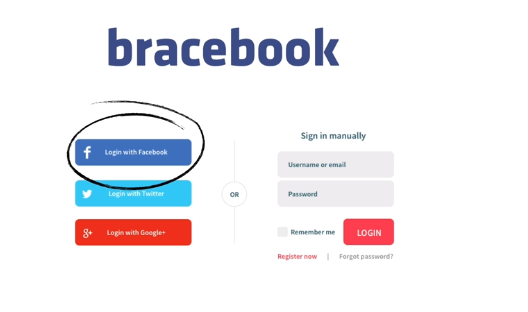 bracebook
Login with Facebook
Login with Twitter
8+ Login with Google+
OR
Sign in manually
Username or email
Password
Remember me
LOGIN
Register now | Forgot password?